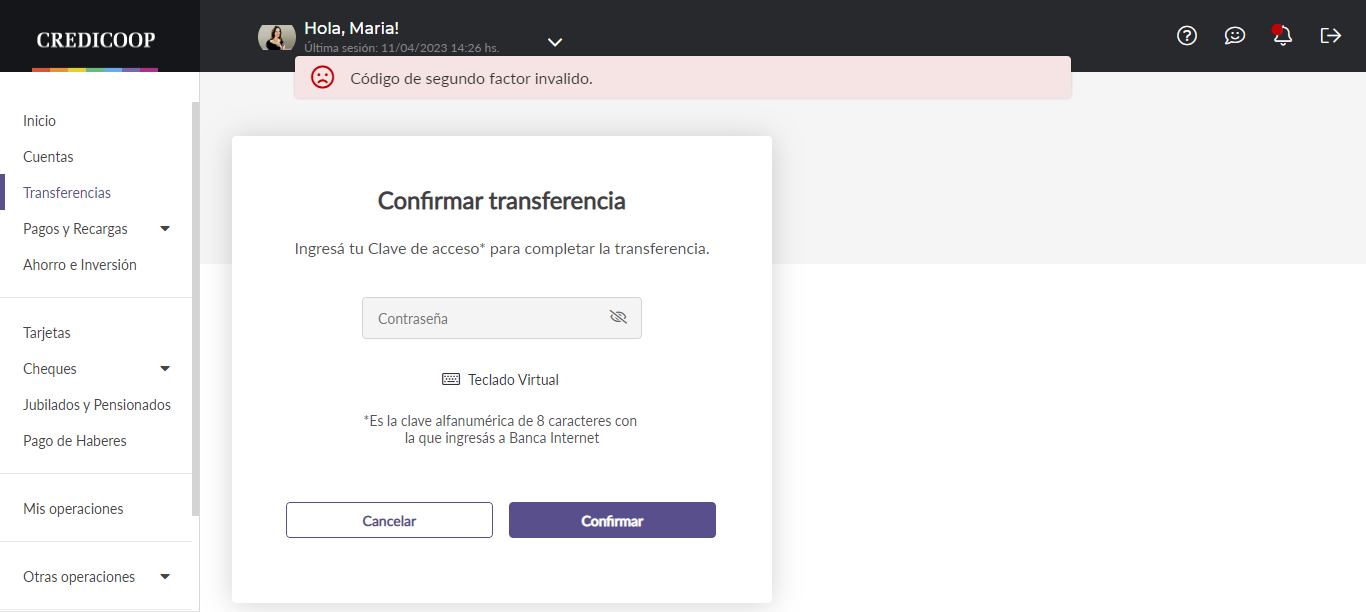 CREDICOOP
Hola, Maria!
Última sesión: 11/04/2023 14:26 hs.
Código de segundo factor invalido.
Inicio
Cuentas
Transferencias
Pagos y Recargas
Ahorro e Inversión
Tarjetas
Cheques
Jubilados y Pensionados
Pago de Haberes
Mis operaciones
Otras operaciones
Confirmar transferencia
Ingresá tu Clave de acceso* para completar la transferencia.
Contraseña
Teclado Virtual
*Es la clave alfanumérica de 8 caracteres con
la que ingresás a Banca Internet
Cancelar
Confirmar